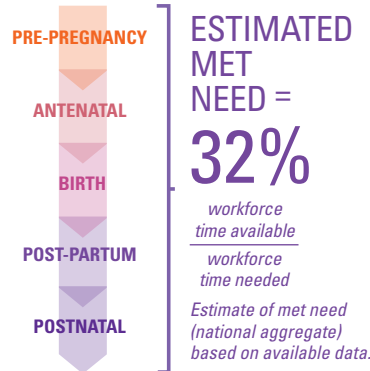 PRE-PREGNANCY
ANTENATAL
BIRTH
POST-PARTUM
POSTNATAL
ESTIMATED
MET
NEED =
32%
workforce
time available
workforce
time needed
Estimate of met need
(national aggregate)
based on available data.